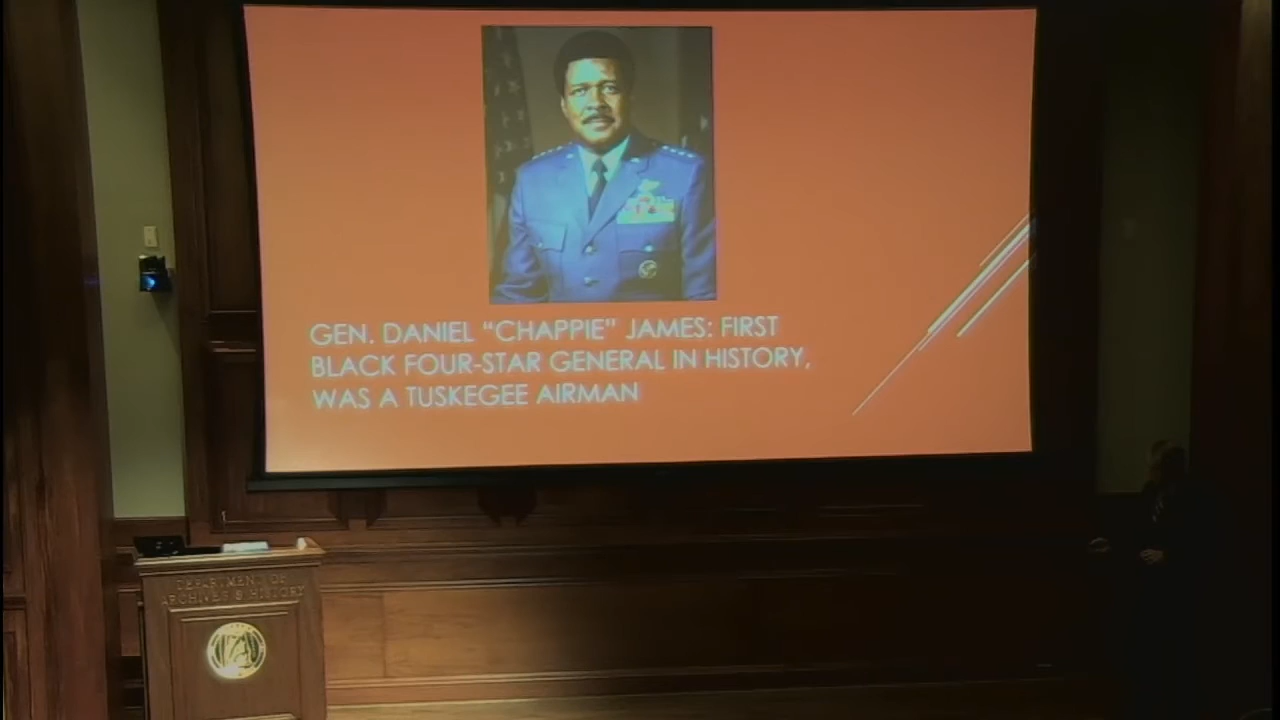 GEN. DANIEL “CHAPPIE” JAMES: FIRST
BLACK FOUR-STAR GENERAL IN HISTORY,
WAS A TUSKEGEE AIRMAN
DEPARTMENT OF
ARCHIVES & HISTORY